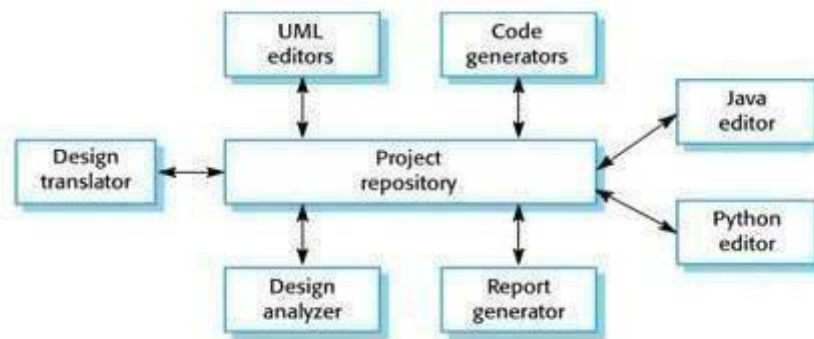 UML
editors
Code
generators
Java
editor
Design
translator
Project
repository
Python
editor
Design
analyzer
Report
generator